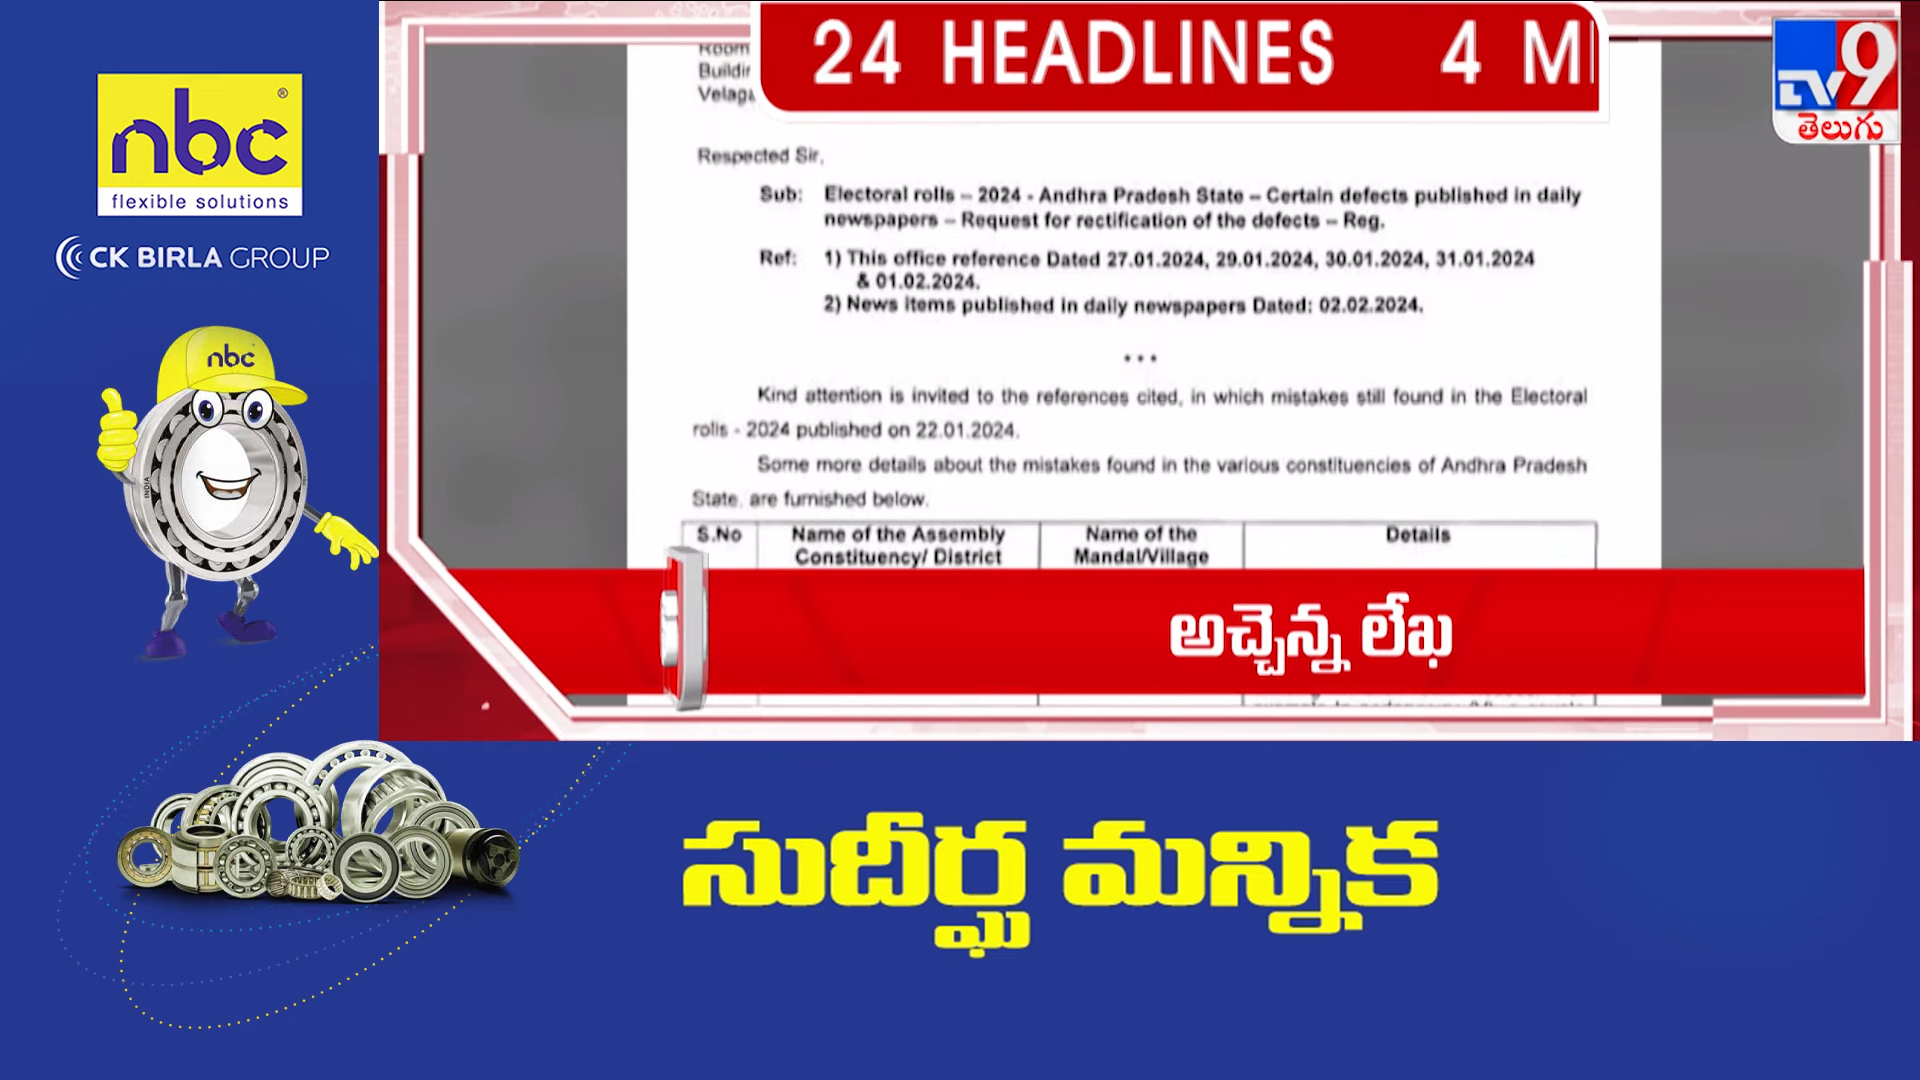 nbc
®
flexible solutions
CK BIRLA GROUP
nbc
INDIA
24 HEADLINES 4
TV9
తెలుగు
Respected Sir,
Sub: Electoral rolls – 2024 - Andhra Pradesh State – Certain defects published in daily
newspapers – Request for rectification of the defects – Reg.
Ref: 1) This office reference Dated 27.01.2024, 29.01.2024, 30.01.2024, 31.01.2024
& 01.02.2024.
2) News items published in daily newspapers Dated: 02.02.2024.
***
Kind attention is invited to the references cited, in which mistakes still found in the Electoral
rolls - 2024 published on 22.01.2024.
Some more details about the mistakes found in the various constituencies of Andhra Pradesh
State, are furnished below.
S.No Name of the Assembly Name of the Details
Constituency/ District Mandal/Village
అచ్చెన్న లేఖ
సుదీర్ఘ మన్నిక